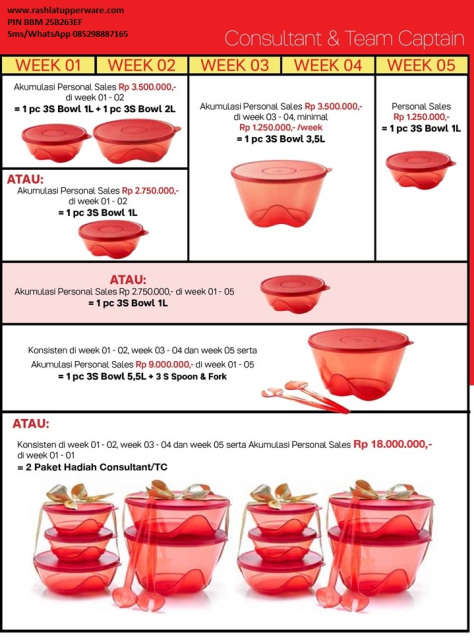 www.rashlatupperware.com
PIN BBM 25B263EF
Sms/WhatsApp 085298887165
Consultant & Team Captain
WEEK 01
WEEK 02
WEEK 03
WEEK 04
WEEK 05
Akumulasi Personal Sales Rp 3.500.000,-
di week 01 - 02
= 1 pc 3S Bowl 1L + 1 pc 3S Bowl 2L
ATAU:
Akumulasi Personal Sales Rp 2.750.000,-
di week 01 - 02
= 1 pc 3S Bowl 1L
Akumulasi Personal Sales Rp 3.500.000,-
di week 03 - 04, minimal
Rp 1.250.000,- /week
= 1 pc 3S Bowl 3,5L
Personal
Sales
Rp 1.250.000,-
= 1 pc 3S Bowl 1L
ATAU:
Akumulasi Personal Sales Rp 2.750.000,- di week 01 - 05
= 1 pc 3S Bowl 1L
Konsisten di week 01 - 02, week 03 - 04 dan week 05 serta
Akumulasi Personal Sales Rp 9.000.000,- di week 01 - 05
= 1 pc 3S Bowl 5,5L + 3 S Spoon & Fork
ATAU:
Konsisten di week 01 - 02, week 03 - 04 dan week 05 serta Akumulasi Personal Sales Rp 18.000.000,-
di week 01 - 01
= 2 Paket Hadiah Consultant/TC